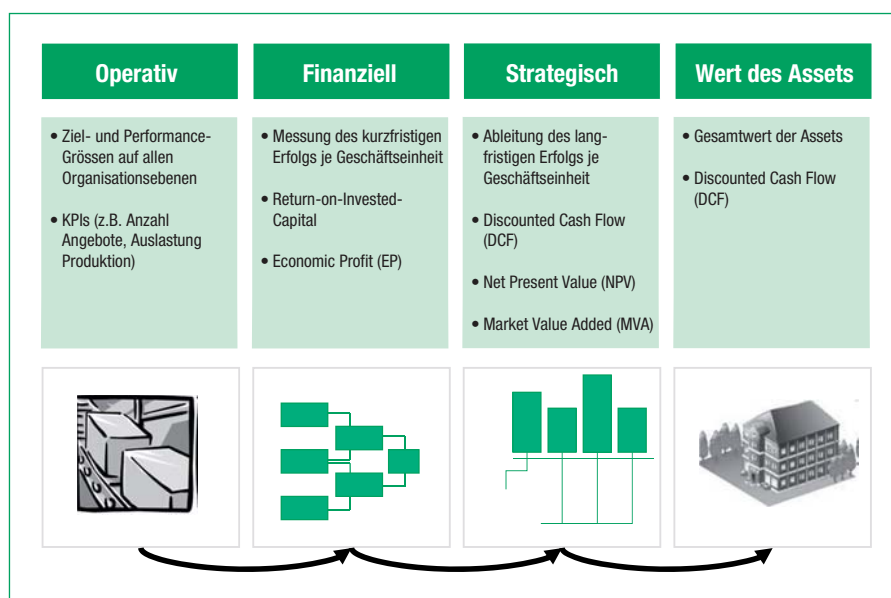 Operativ
• Ziel- und Performance-
Grössen auf allen
Organisationsebenen
• KPIs (z.B. Anzahl
Angebote, Auslastung
Produktion)
Finanziell
• Messung des kurzfristigen
Erfolgs je Geschäftseinheit
• Return-on-Invested-
Capital
• Economic Profit (EP)
Strategisch
• Ableitung des lang-
fristigen Erfolgs je
Geschäftseinheit
• Discounted Cash Flow
(DCF)
• Net Present Value (NPV)
• Market Value Added (MVA)
Wert des Assets
• Gesamtwert der Assets
• Discounted Cash Flow
(DCF)